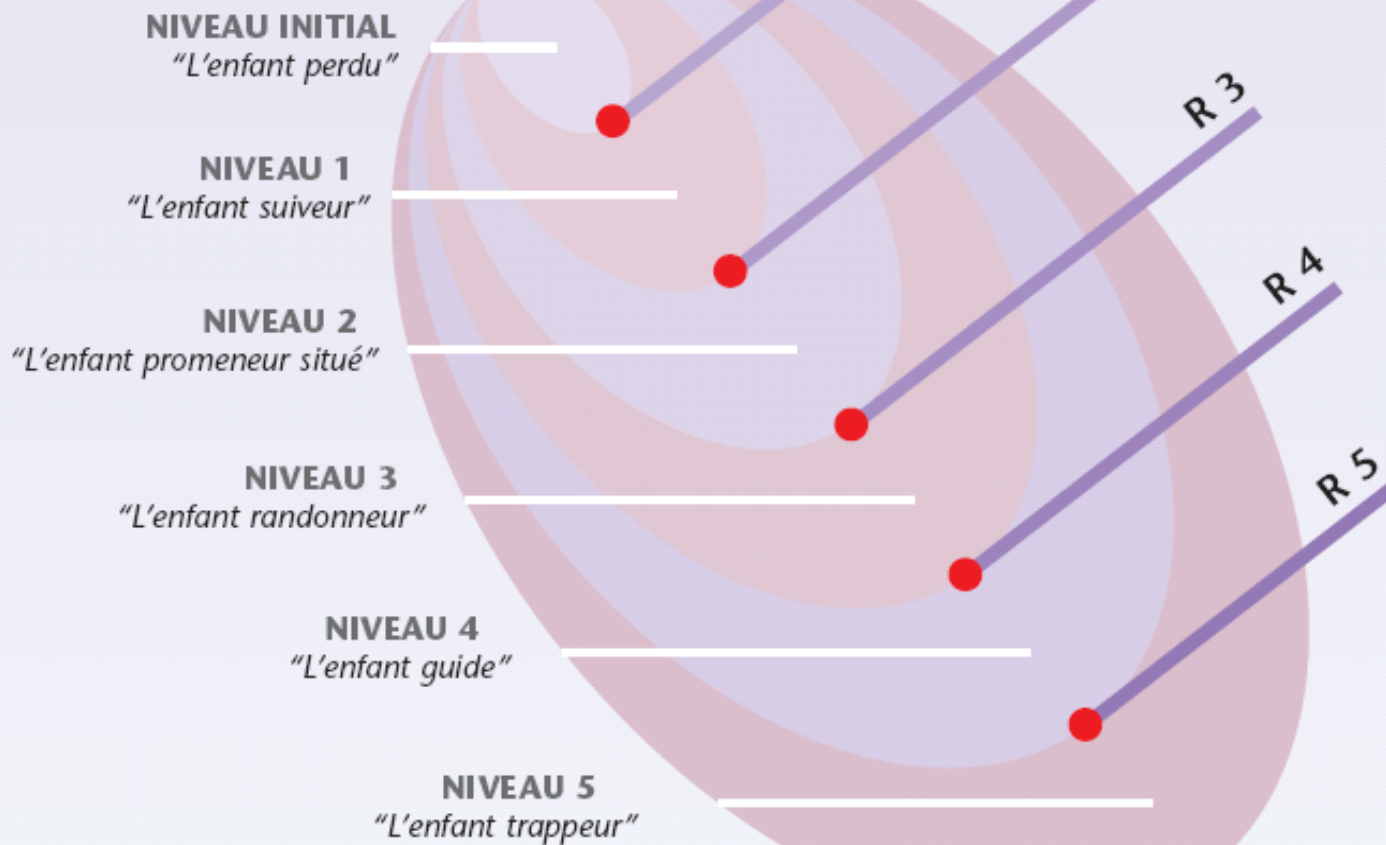 NIVEAU INITIAL
“L’enfant perdu”
R 3
NIVEAU 1
“L’enfant suiveur”
R 4
NIVEAU 2
“L’enfant promeneur situé”
R 5
NIVEAU 3
“L’enfant randonneur”
NIVEAU 4
“L’enfant guide”
NIVEAU 5
“L’enfant trappeur”